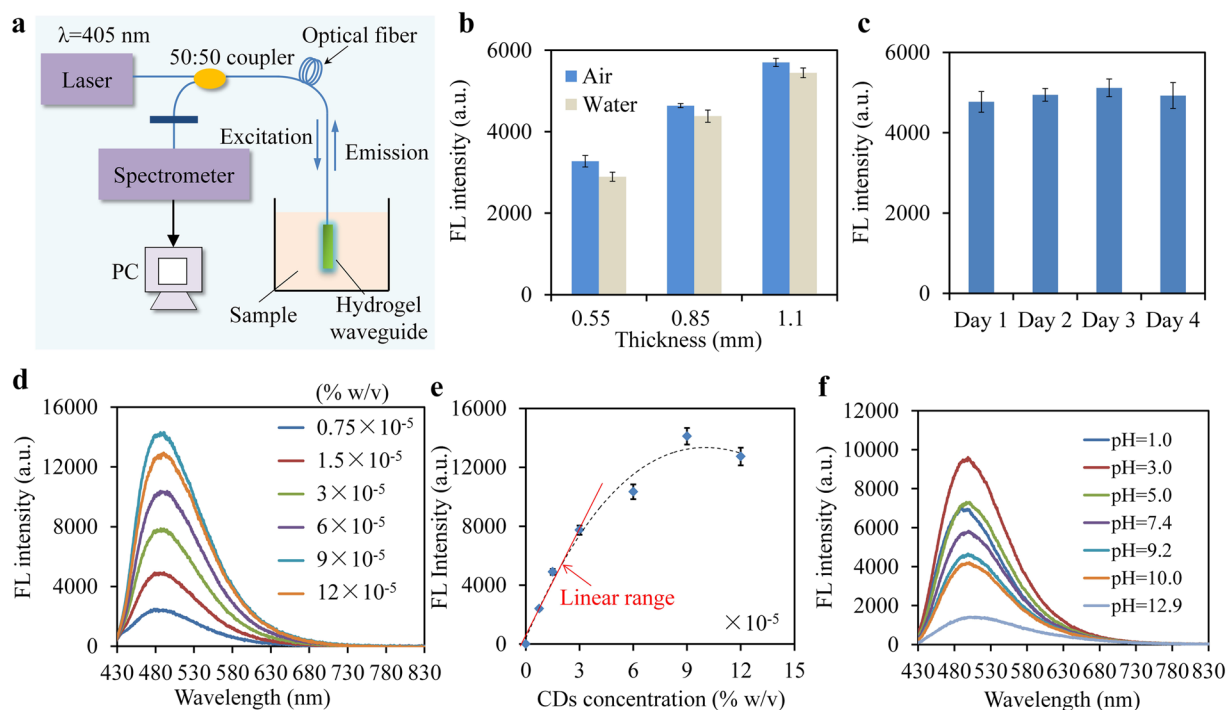 a
λ=405 nm
Laser
50:50 coupler
Optical fiber
Excitation
Emission
Spectrometer
PC
Sample
Hydrogel
waveguide
b
FL intensity (a.u.)
6000
4000
2000
0
Air
Water
0.55 0.85 1.1
Thickness (mm)
c
FL intensity (a.u.)
6000
4000
2000
0
Day 1 Day 2 Day 3 Day 4
d
FL intensity (a.u.)
16000
12000
8000
4000
0
(% w/v)
0.75×10-5
1.5×10-5
3×10-5
6×10-5
9×10-5
12×10-5
430 480 530 580 630 680 730 780 830
Wavelength (nm)
e
FL Intensity (a.u.)
16000
12000
8000
4000
0
Linear range
×10-5
0 3 6 9 12 15
CDs concentration (% w/v)
f
FL intensity (a.u.)
12000
10000
8000
6000
4000
2000
0
pH=1.0
pH=3.0
pH=5.0
pH=7.4
pH=9.2
pH=10.0
pH=12.9
430 480 530 580 630 680 730 780 830
Wavelength (nm)